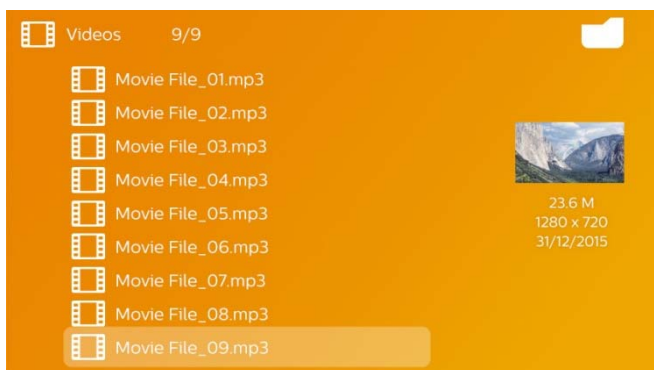 Videos 9/9
Movie File_01.mp3
Movie File_02.mp3
Movie File_03.mp3
Movie File_04.mp3
Movie File_05.mp3
Movie File_06.mp3
Movie File_07.mp3
Movie File_08.mp3
Movie File_09.mp3
23.6 M
1280 x 720
31/12/2015